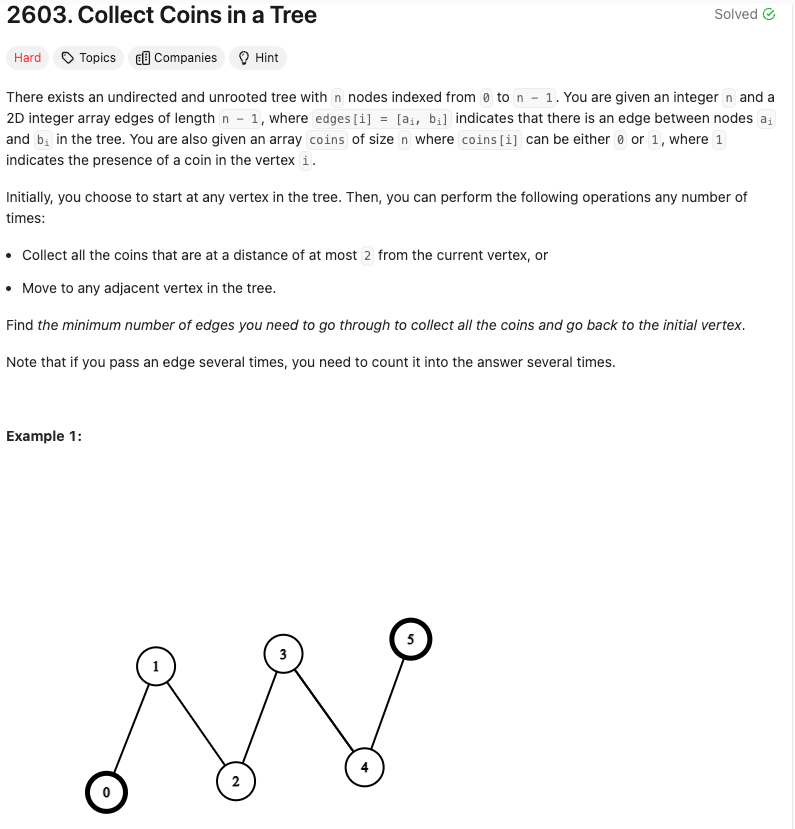 2603. Collect Coins in a Tree
Solved
Hard Topics Companies Hint
There exists an undirected and unrooted tree with n nodes indexed from 0 to n - 1. You are given an integer n and a
2D integer array edges of length n - 1, where edges[i] = [aᵢ, bᵢ] indicates that there is an edge between nodes aᵢ
and bᵢ in the tree. You are also given an array coins of size n where coins[i] can be either 0 or 1, where 1
indicates the presence of a coin in the vertex i.
Initially, you choose to start at any vertex in the tree. Then, you can perform the following operations any number of
times:
• Collect all the coins that are at a distance of at most 2 from the current vertex, or
• Move to any adjacent vertex in the tree.
Find the minimum number of edges you need to go through to collect all the coins and go back to the initial vertex.
Note that if you pass an edge several times, you need to count it into the answer several times.
Example 1:
5
3
1
4
2
0